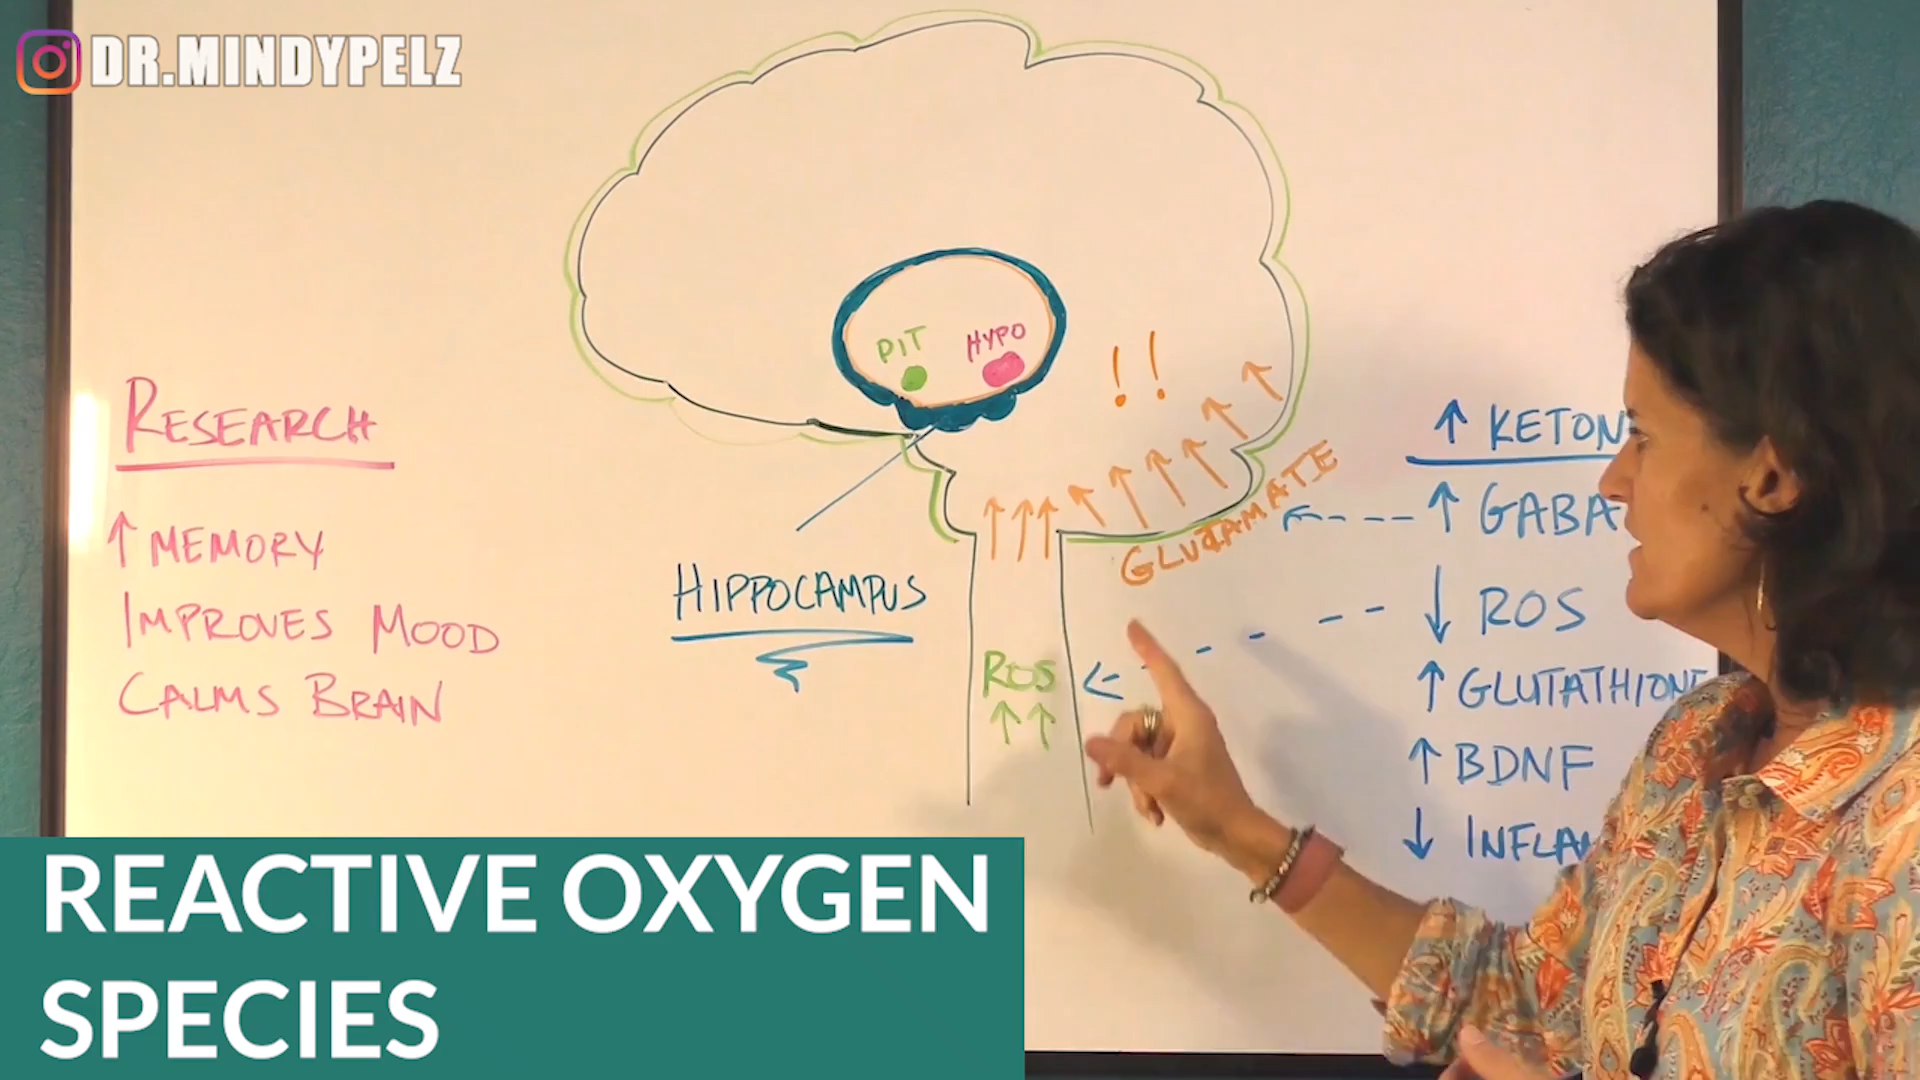 DR.MINDYPELZ
PIT
HYPO
! !
RESEARCH
↑ MEMORY
IMPROVES MOOD
CALMS BRAIN
HIPPOCAMPUS
GLUTAMATE
ROS
↑ ↑
↑ KETON
↑ GABA
↓ ROS
↑ GLUTATHIONE
↑ BDNF
↓ INFLAM
REACTIVE OXYGEN
SPECIES